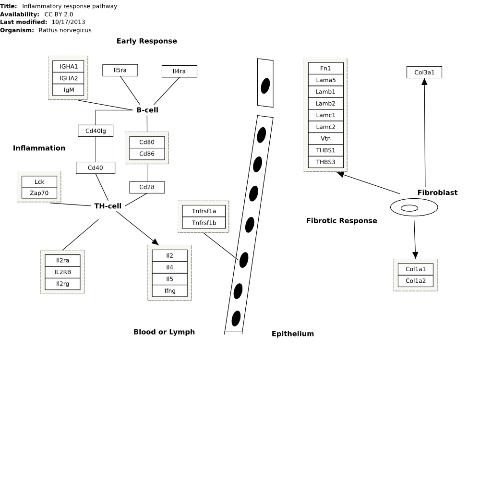 Title: Inflammatory response pathway
Availability: CC BY 2.0
Last modified: 10/17/2013
Organism: Rattus norvegicus
Early Response
IGHA1
IGHA2
IgM
Il5ra
Il4ra
B-cell
Cd40lg
Cd80
Cd86
Inflammation
Cd40
Cd28
Lck
Zap70
TH-cell
Tnfrsf1a
Tnfrsf1b
Il2ra
IL2RB
Il2rg
Il2
Il4
Il5
Ifng
Blood or Lymph
Epithelium
Fn1
Lama5
Lamb1
Lamb2
Lamc1
Lamc2
Vtn
THBS1
THBS3
Col3a1
Fibroblast
Fibrotic Response
Col1a1
Col1a2